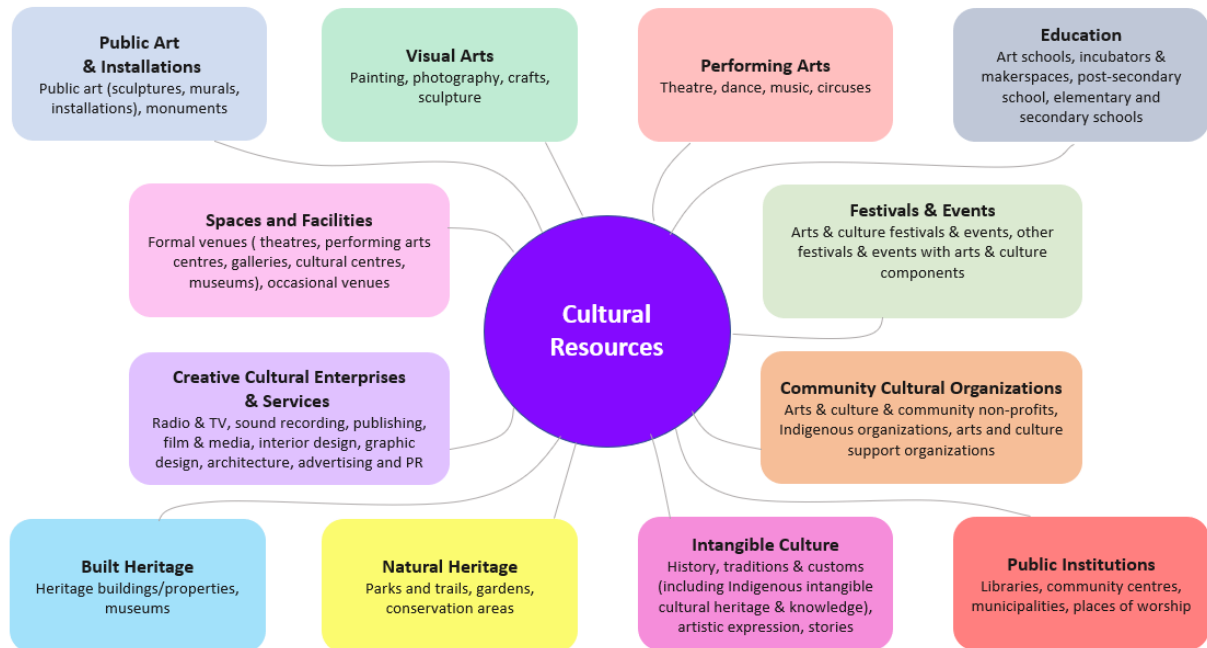 Public Art
& Installations
Public art (sculptures, murals,
installations), monuments
Visual Arts
Painting, photography, crafts,
sculpture
Performing Arts
Theatre, dance, music, circuses
Education
Art schools, incubators &
makerspaces, post-secondary
school, elementary and
secondary schools
Spaces and Facilities
Formal venues ( theatres, performing arts
centres, galleries, cultural centres,
museums), occasional venues
Festivals & Events
Arts & culture festivals & events, other
festivals & events with arts & culture
components
Cultural
Resources
Creative Cultural Enterprises
& Services
Radio & TV, sound recording, publishing,
film & media, interior design, graphic
design, architecture, advertising and PR
Community Cultural Organizations
Arts & culture & community non-profits,
Indigenous organizations, arts and culture
support organizations
Built Heritage
Heritage buildings/properties,
museums
Natural Heritage
Parks and trails, gardens,
conservation areas
Intangible Culture
History, traditions & customs
(including Indigenous intangible
cultural heritage & knowledge),
artistic expression, stories
Public Institutions
Libraries, community centres,
municipalities, places of worship